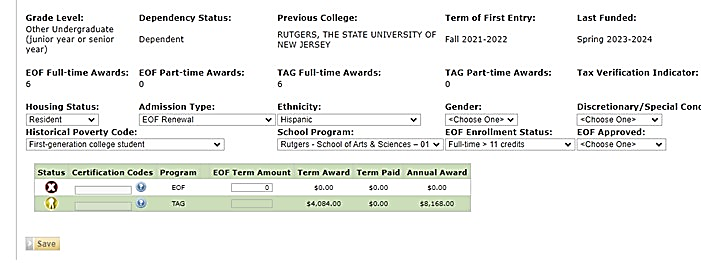 Grade Level: Dependency Status: Previous College: Term of First Entry: Last Funded:
Other Undergraduate
(junior year or senior
year)
Dependent
RUTGERS, THE STATE UNIVERSITY OF
NEW JERSEY
Fall 2021-2022
Spring 2023-2024
EOF Full-time Awards: EOF Part-time Awards: TAG Full-time Awards: TAG Part-time Awards: Tax Verification Indicator:
6 0 6 0
Housing Status: Admission Type: Ethnicity: Gender: Discretionary/Special Conc
Resident EOF Renewal Hispanic <Choose One> <Choose One>
Historical Poverty Code: School Program: EOF Enrollment Status: EOF Approved:
First-generation college student Rutgers - School of Arts & Sciences – 01 Full-time > 11 credits <Choose One>
Status Certification Codes Program EOF Term Amount Term Award Term Paid Annual Award
EOF 0 $0.00 $0.00 $0.00
TAG $4,084.00 $0.00 $8,168.00
Save